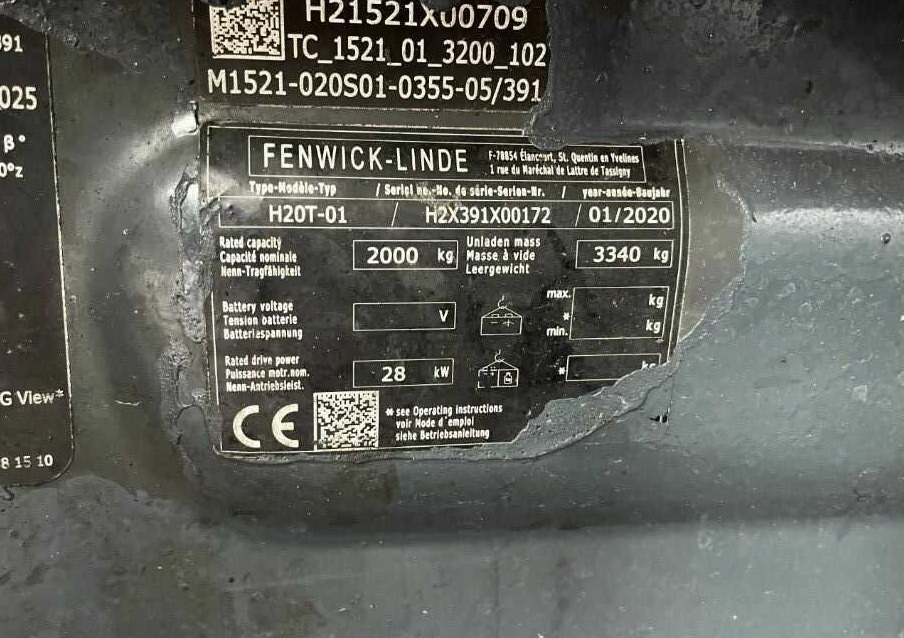 H21521X00709
TC_1521_01_3200_102
M1521-020S01-0355-05/391
391
025
β°
0°z
G View*
8 15 10
FENWICK-LINDE
F-78854 Élancourt, St. Quentin en Yvelines
1 rue du Maréchal de Lattre de Tassigny
Type-Modèle-Typ / Serial no.-No. de série-Serien-Nr. / year-année-Baujahr
H20T-01 / H2X391X00172 / 01/2020
Rated capacity
Capacité nominale
Nenn-Tragfähigkeit
2000 kg
Unladen mass
Masse à vide
Leergewicht
3340 kg
Battery voltage
Tension batterie
Batteriespannung
V
max. kg
*
min. kg
- +
Rated drive power
Puissance motr.nom.
Nenn-Antriebsleist.
28 kW
* kg
CE
* see Operating instructions
voir Mode d'emploi
siehe Betriebsanleitung